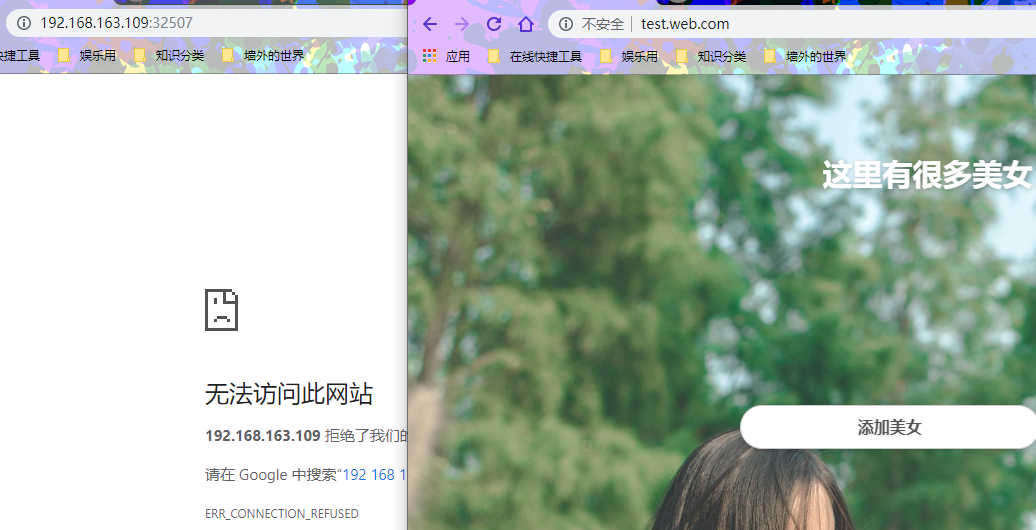 192.168.163.109:32507
捷工具 娱乐用 知识分类 墙外的世界
无法访问此网站
192.168.163.109 拒绝了我们的
请在 Google 中搜索“192 168 1
ERR_CONNECTION_REFUSED
不安全 test.web.com
应用 在线快捷工具 娱乐用 知识分类 墙外的世界
这里有很多美女
添加美女